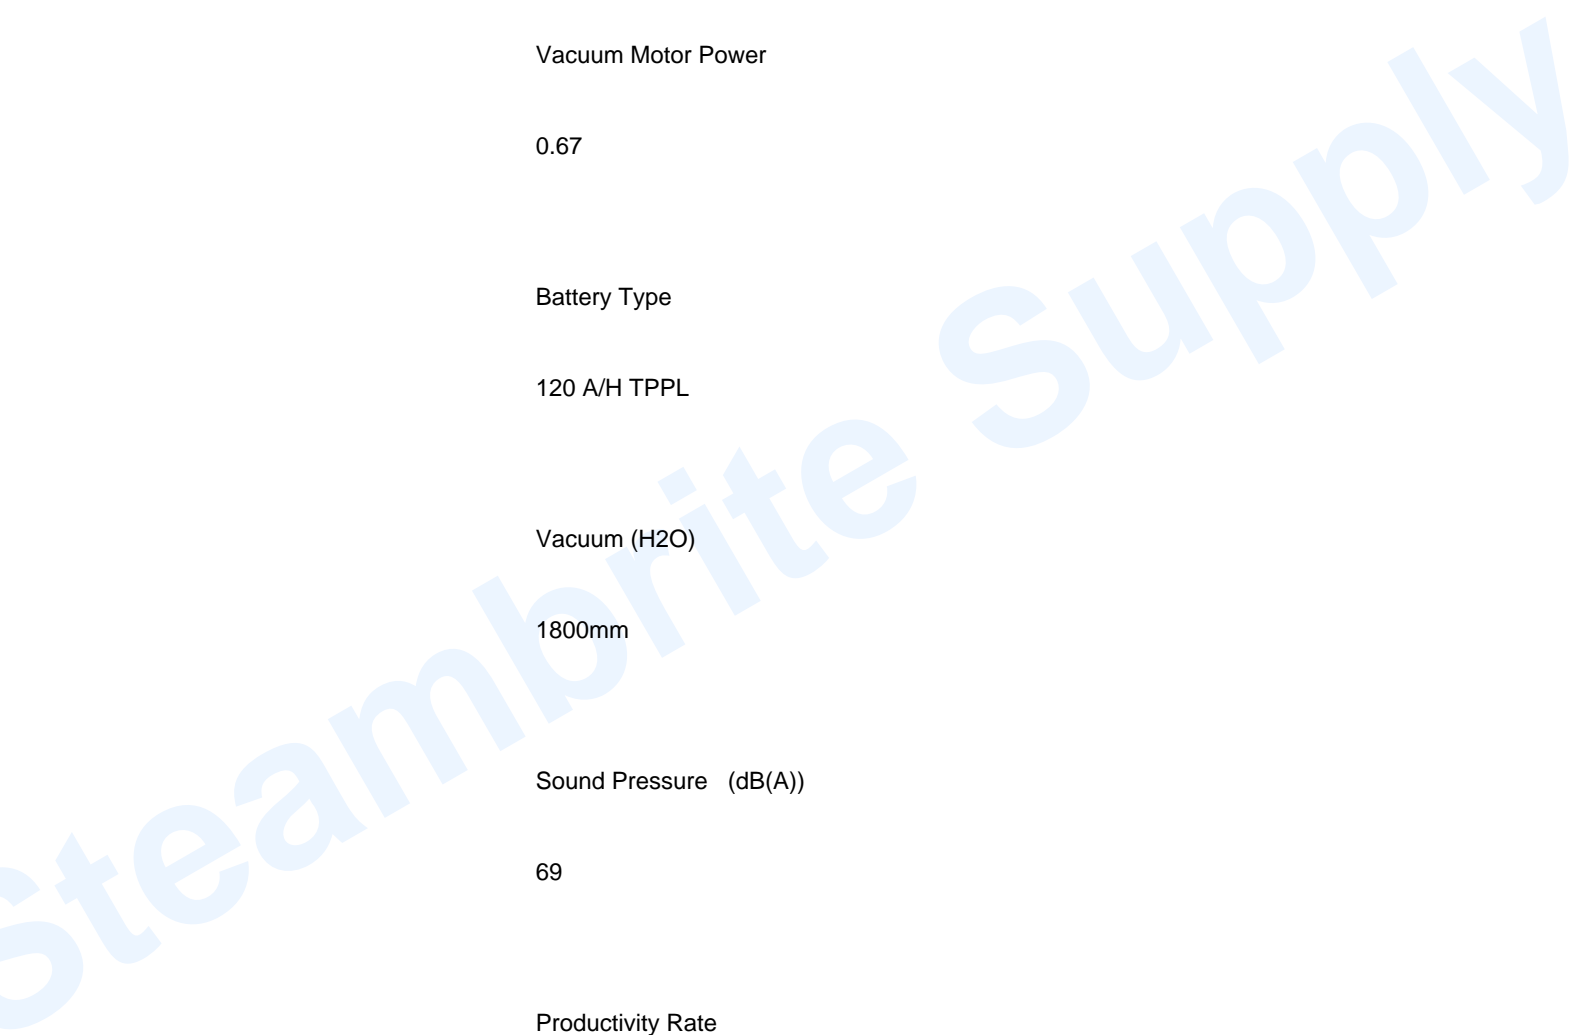 Vacuum Motor Power
0.67
Battery Type
120 A/H TPPL
Vacuum (H2O)
1800mm
Sound Pressure   (dB(A))
69
Productivity Rate
Steambrite Supply